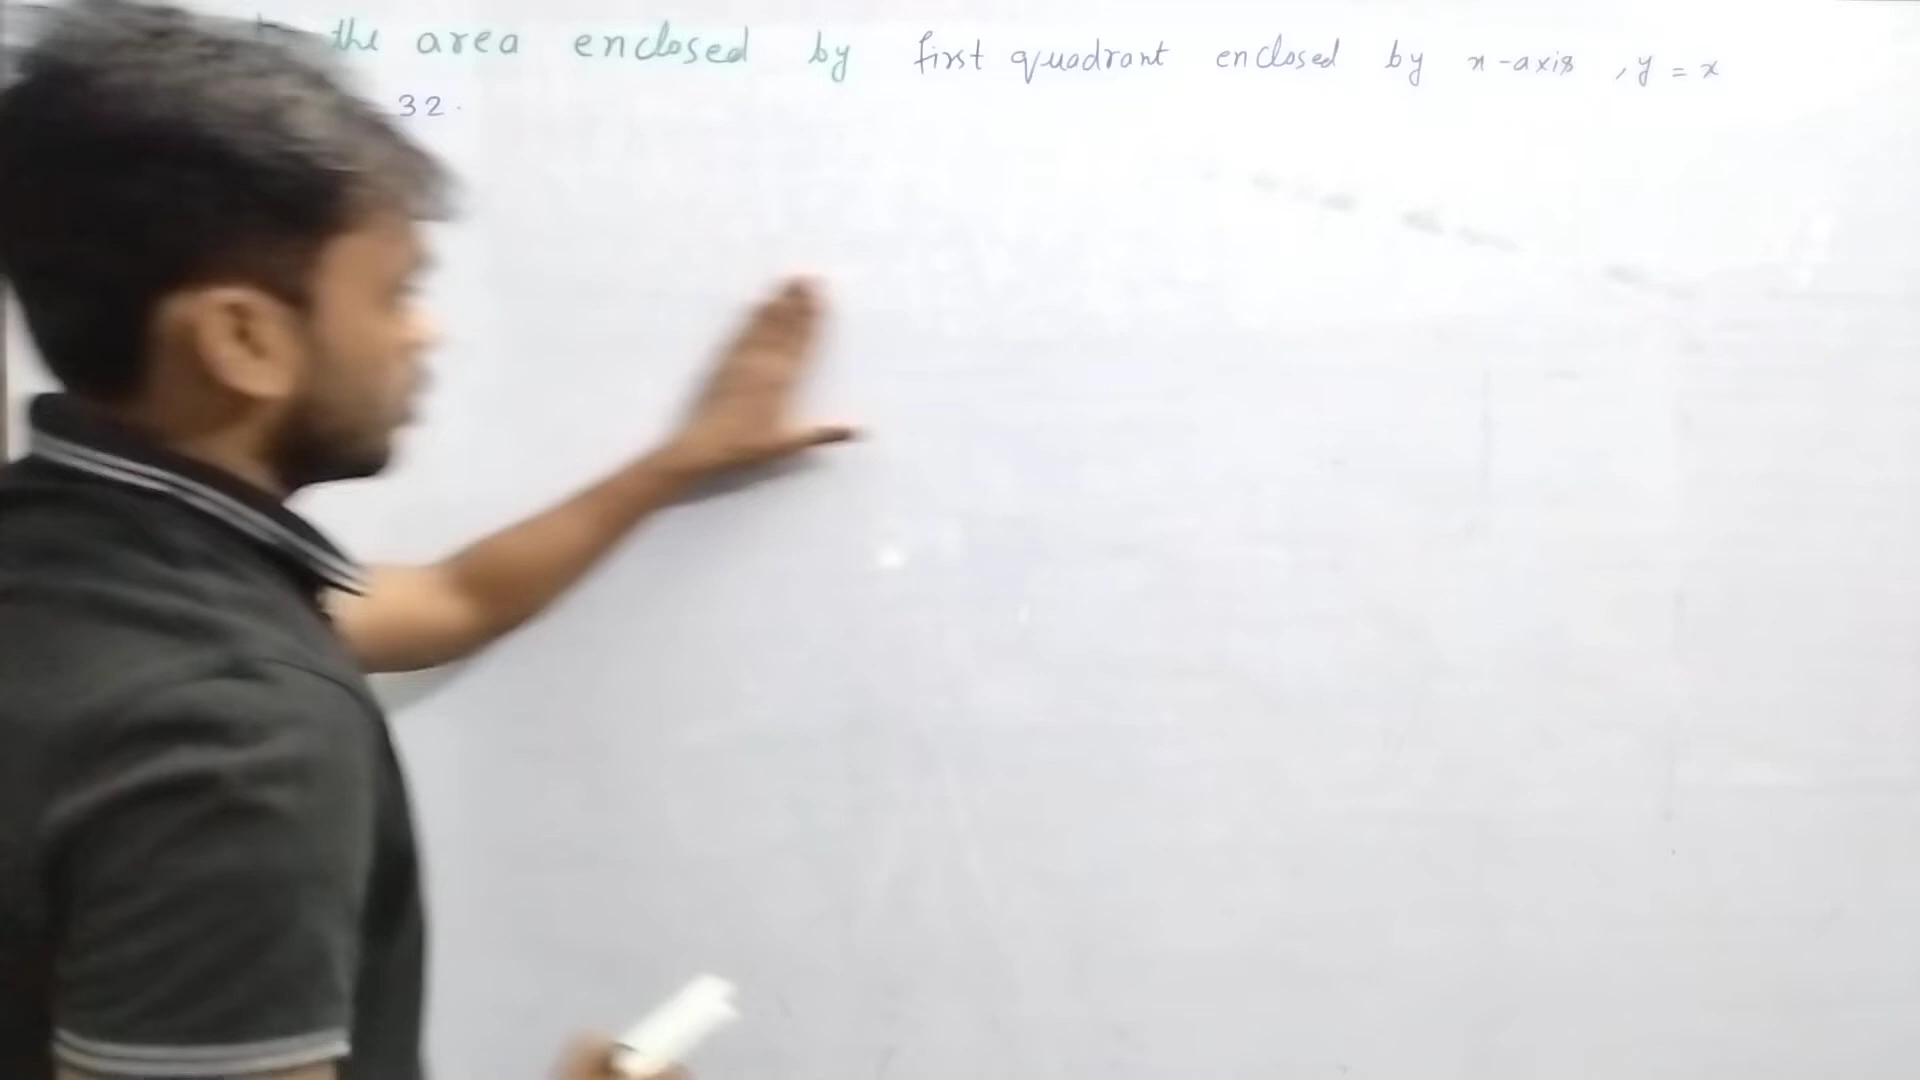 the area enclosed by first quadrant enclosed by x-axis , y = x
32.